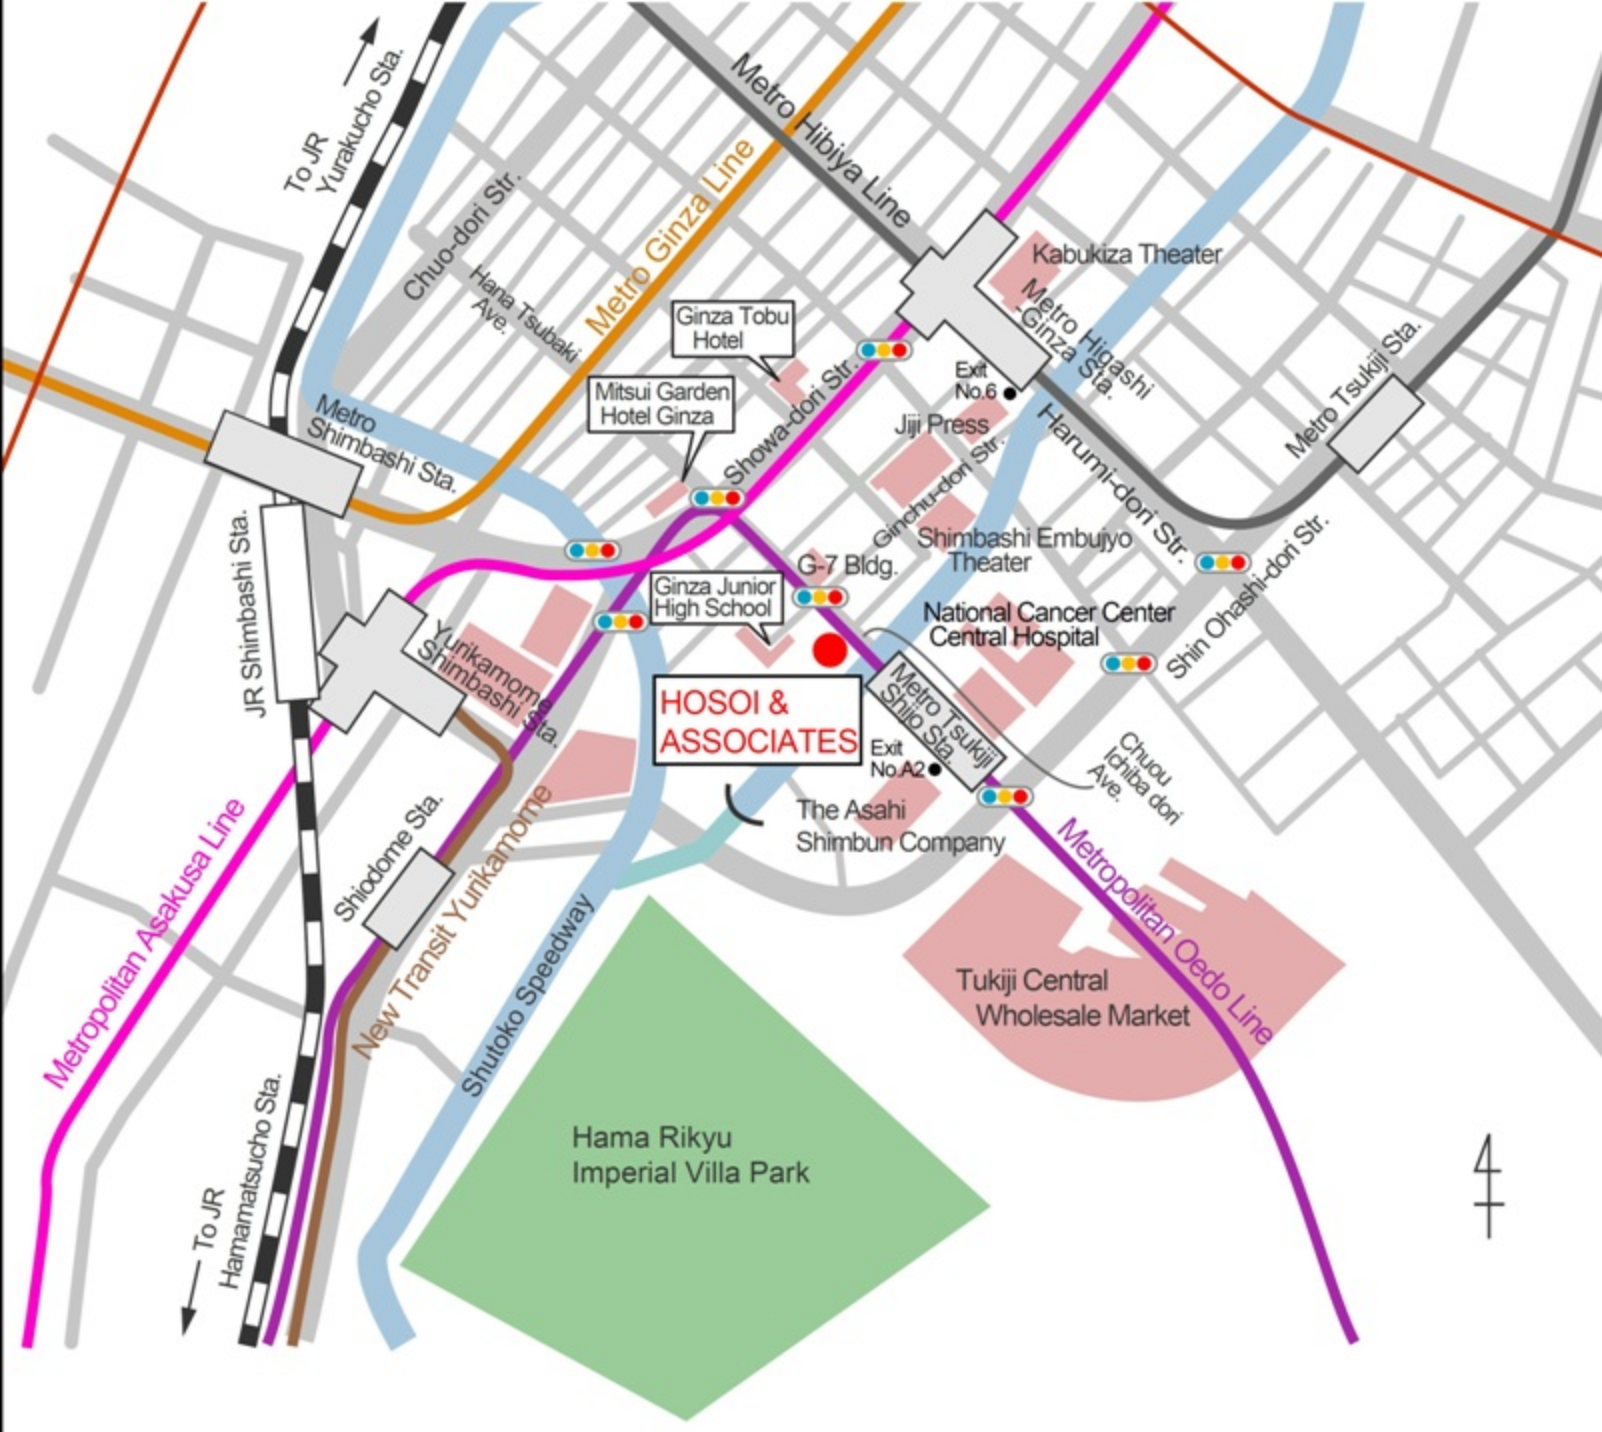 To JR
Yurakucho Sta.
Metro Hibiya Line
Chuo-dori Str.
Metro Ginza Line
Hana Tsubaki
Ave.
Kabukiza Theater
Metro Higashi
-Ginza Sta.
Ginza Tobu
Hotel
Mitsui Garden
Hotel Ginza
Showa-dori Str.
Exit
No.6
Jiji Press
Metro
Shimbashi Sta.
Metro Tsukiji Sta.
Harumi-dori Str.
Ginchu-dori Str.
Shimbashi Embujyo
Theater
G-7 Bldg.
Shin Ohashi-dori Str.
JR Shimbashi Sta.
Ginza Junior
High School
National Cancer Center
Central Hospital
Yurikamome
Shimbashi Sta.
HOSOI &
ASSOCIATES
Metro Tsukiji
Shijo Sta.
Exit
No.A2
Chuou
Ichiba dori
Ave.
The Asahi
Shimbun Company
Shiodome Sta.
Metropolitan Asakusa Line
New Transit Yurikamome
Shutoko Speedway
Metropolitan Oedo Line
Tukiji Central
Wholesale Market
Hama Rikyu
Imperial Villa Park
To JR
Hamamatsucho Sta.